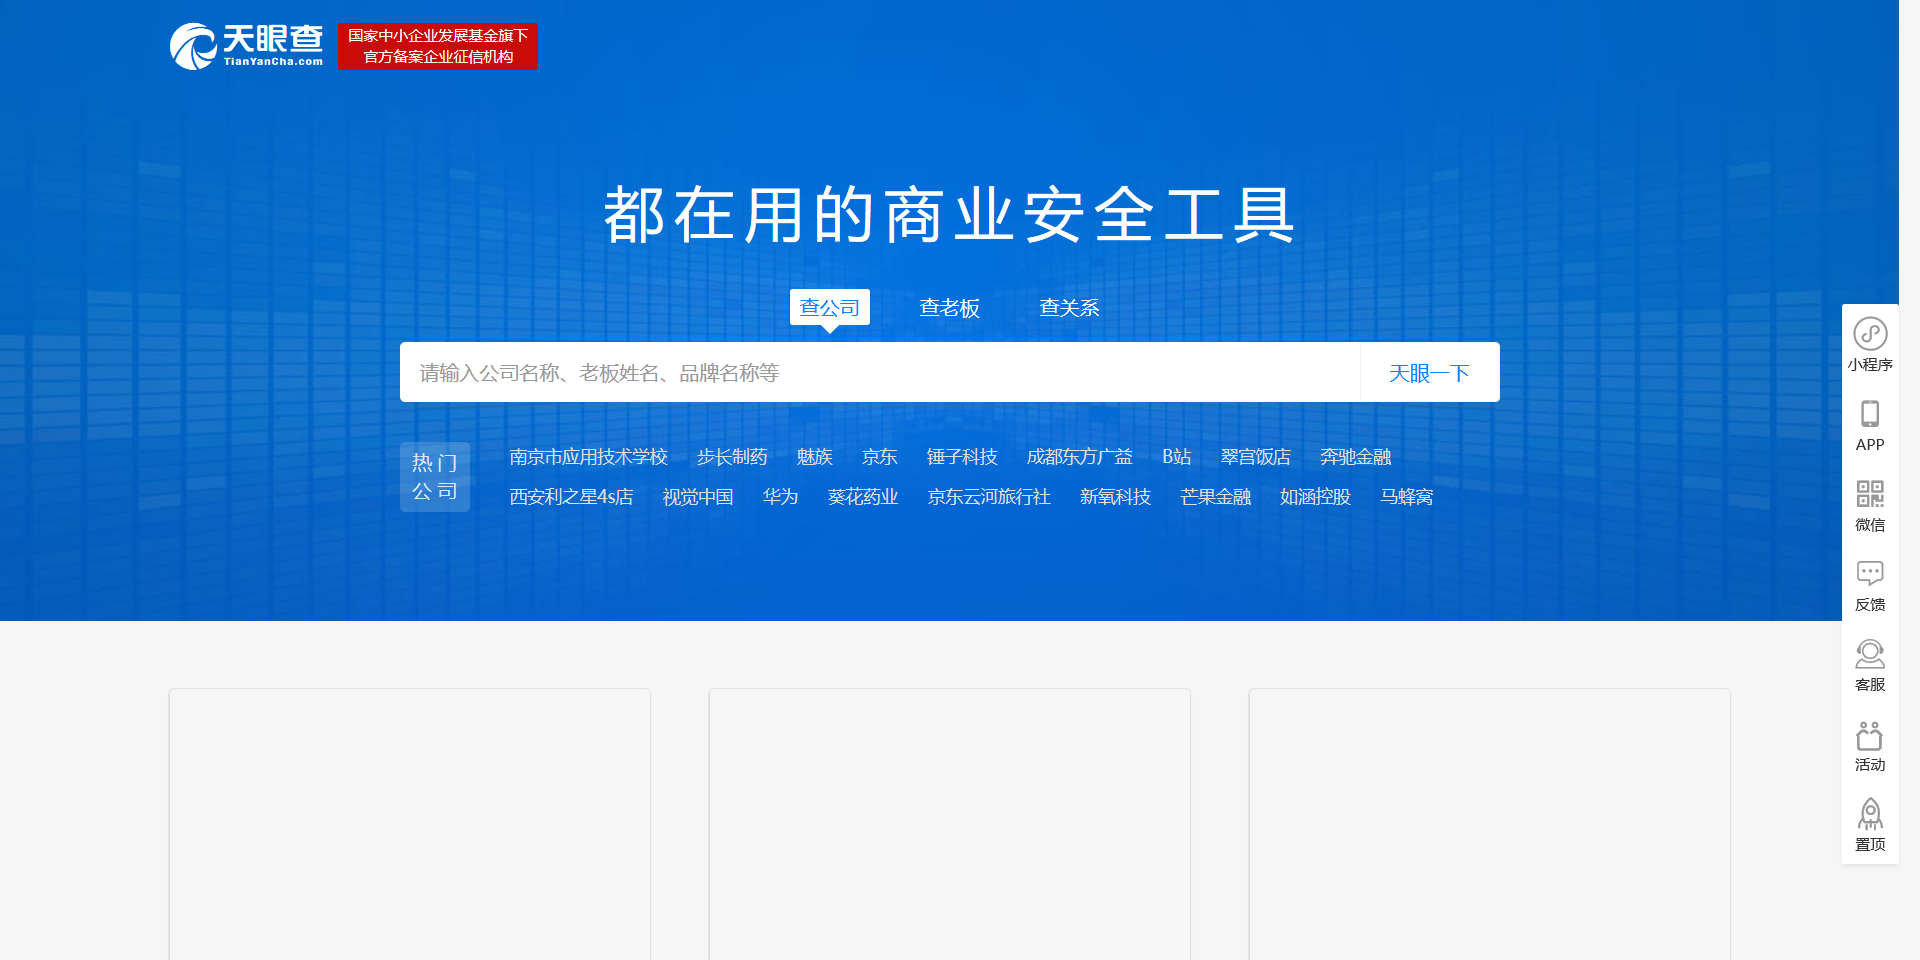 天眼查
TianYanCha.com
国家中小企业发展基金旗下
官方备案企业征信机构
都在用的商业安全工具
查公司 查老板 查关系
请输入公司名称、老板姓名、品牌名称等 天眼一下
热门
公司
南京市应用技术学校 步长制药 魅族 京东 锤子科技 成都东方广益 B站 翠宫饭店 奔驰金融
西安利之星4s店 视觉中国 华为 葵花药业 京东云河旅行社 新氧科技 芒果金融 如涵控股 马蜂窝
小程序
APP
微信
反馈
客服
活动
置顶